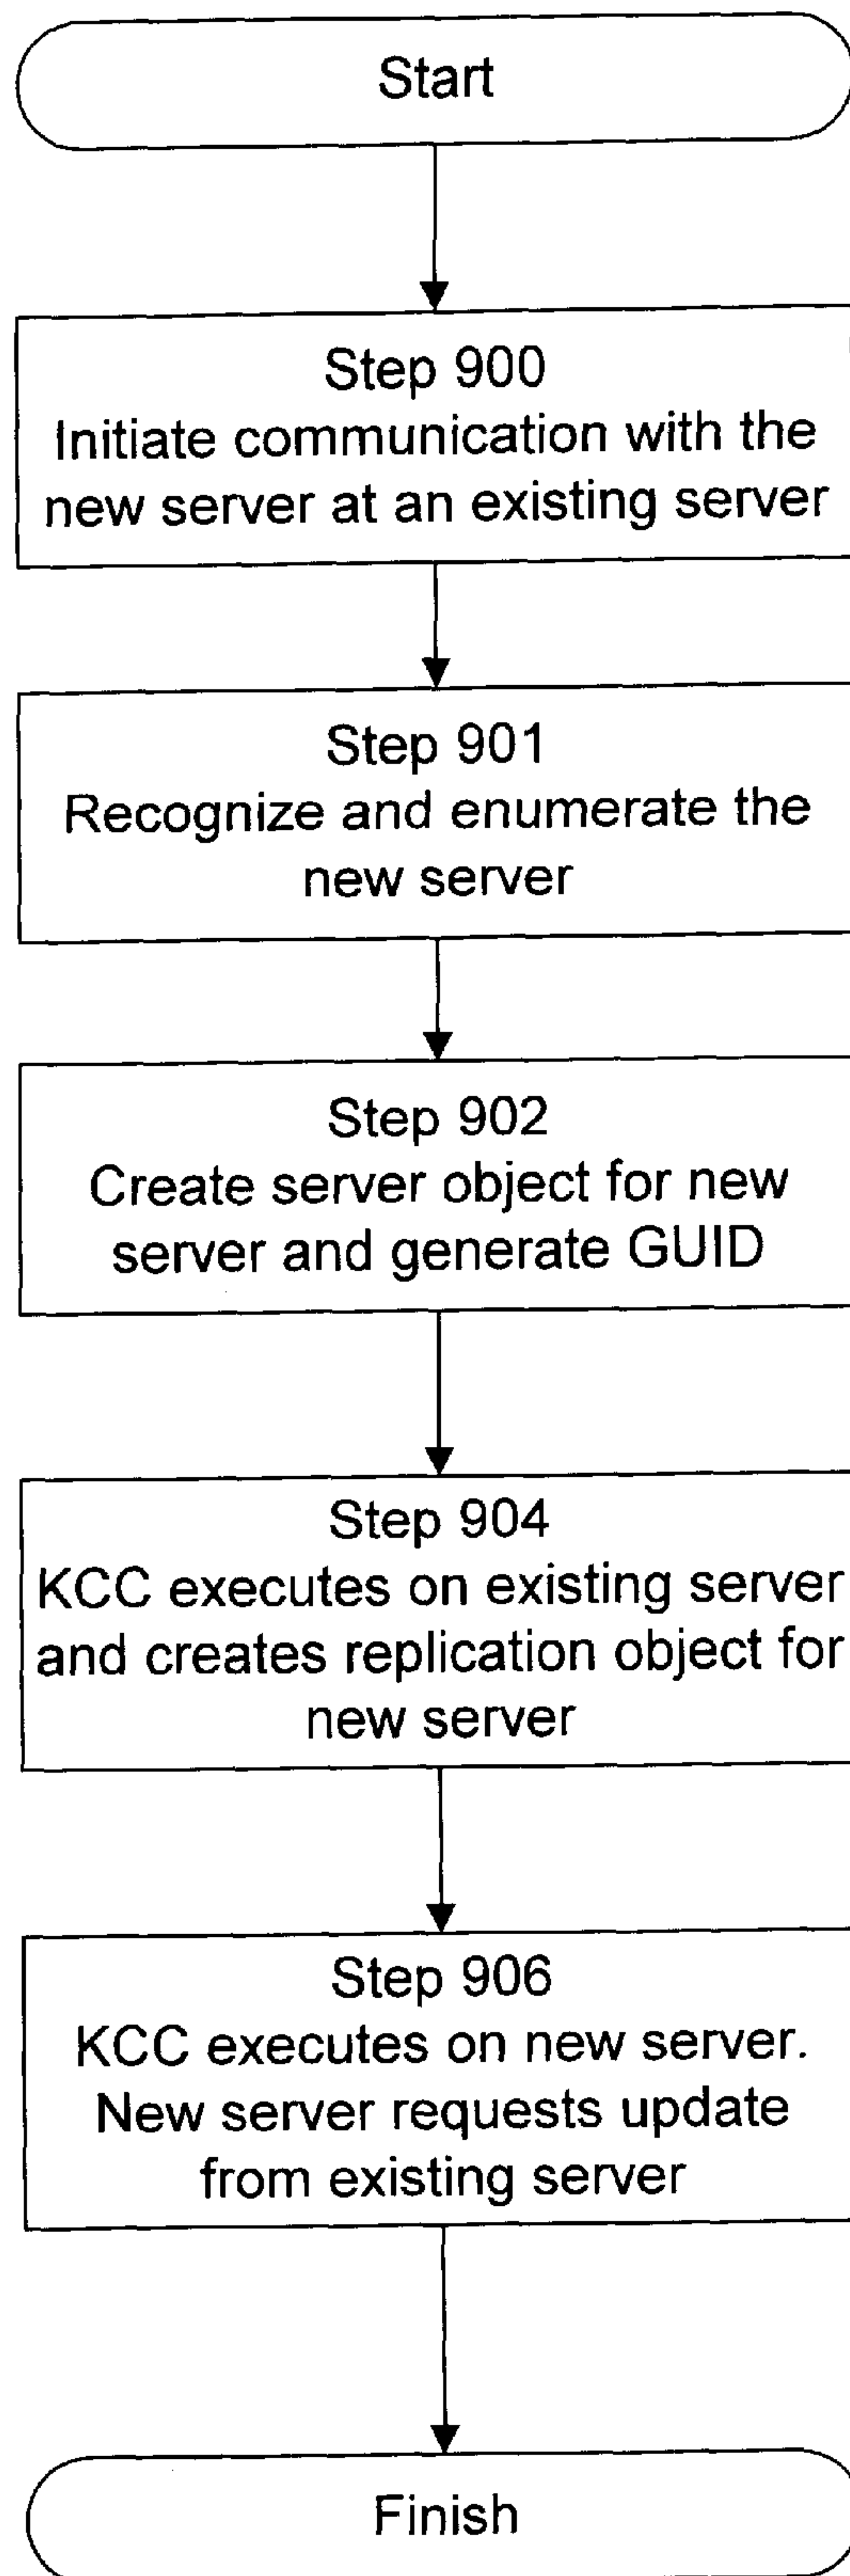 Start
Step 900
Initiate communication with the
new server at an existing server
Step 901
Recognize and enumerate the
new server
Step 902
Create server object for new
server and generate GUID
Step 904
KCC executes on existing server
and creates replication object for
new server
Step 906
KCC executes on new server.
New server requests update
from existing server
Finish